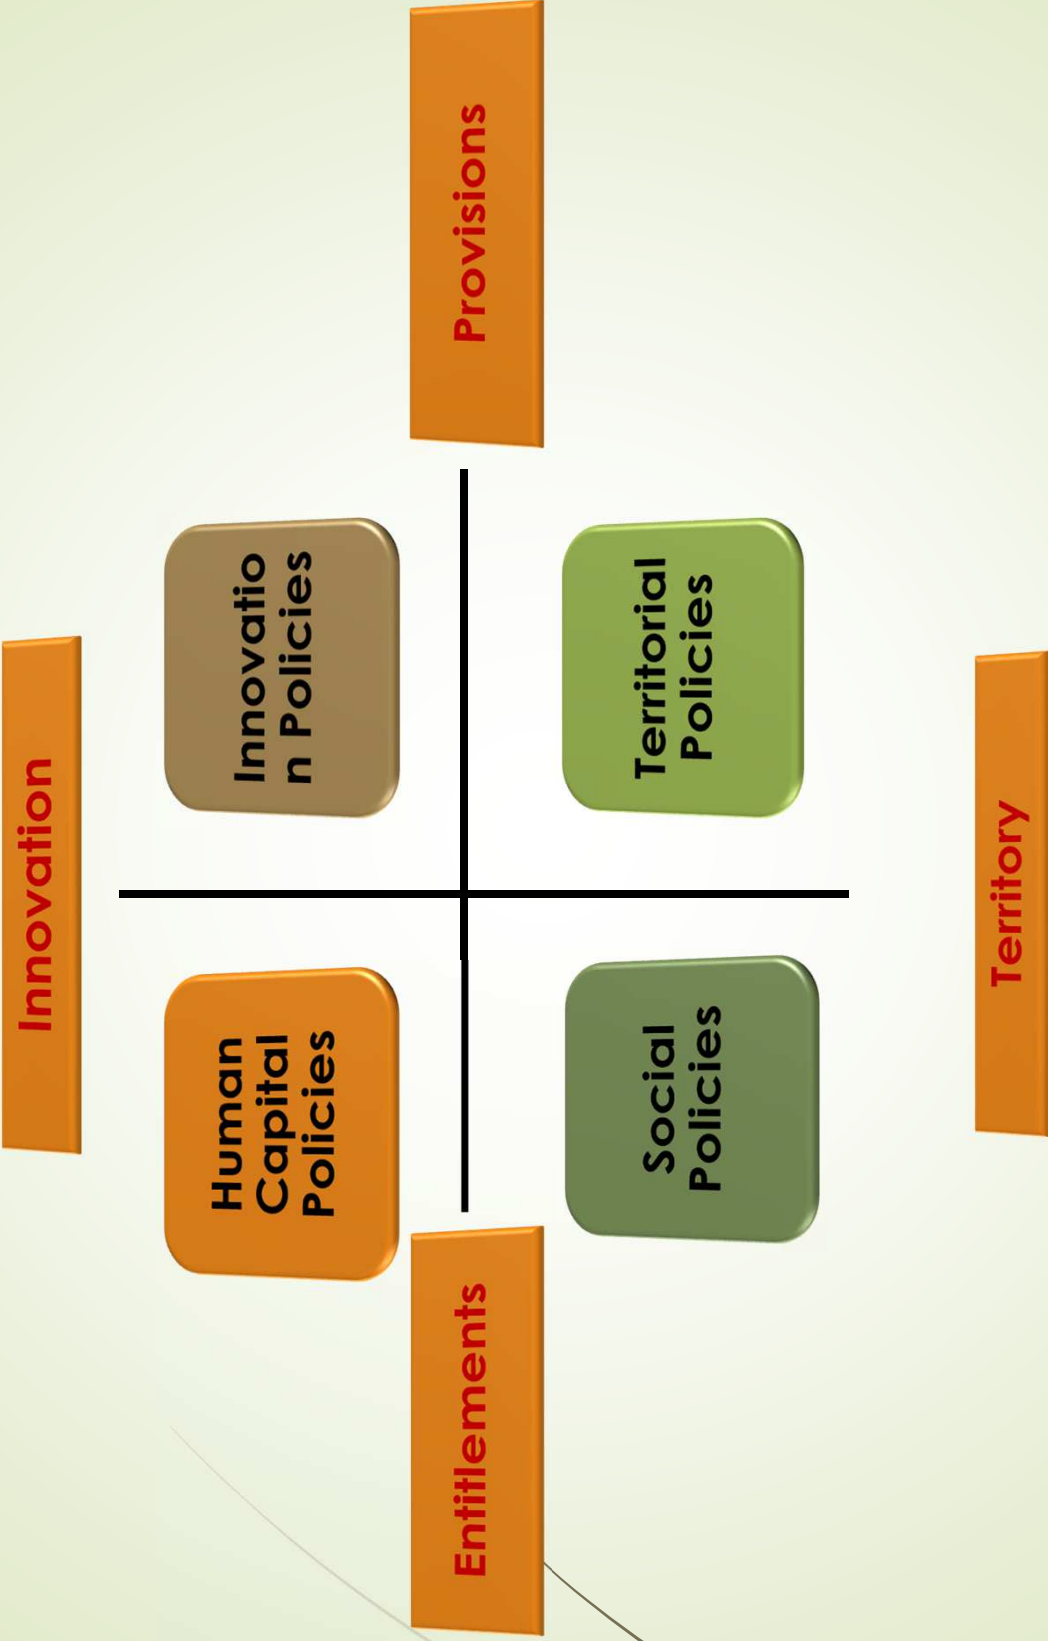 Innovation
Human
Capital
Policies
Innovatio
n Policies
Entitlements
Provisions
Social
Policies
Territorial
Policies
Territory